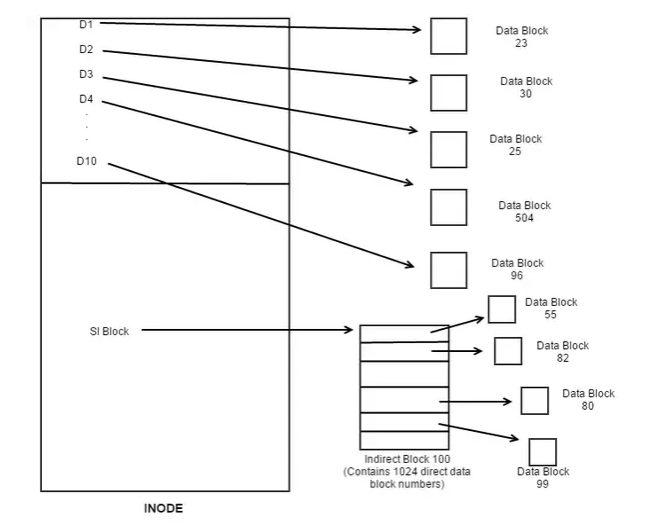 D1
Data Block
23
D2
Data Block
30
D3
D4
.
.
.
Data Block
25
D10
Data Block
504
Data Block
96
Data Block
55
SI Block
Data Block
82
Data Block
80
Indirect Block 100
(Contains 1024 direct data
block numbers)
Data Block
99
INODE